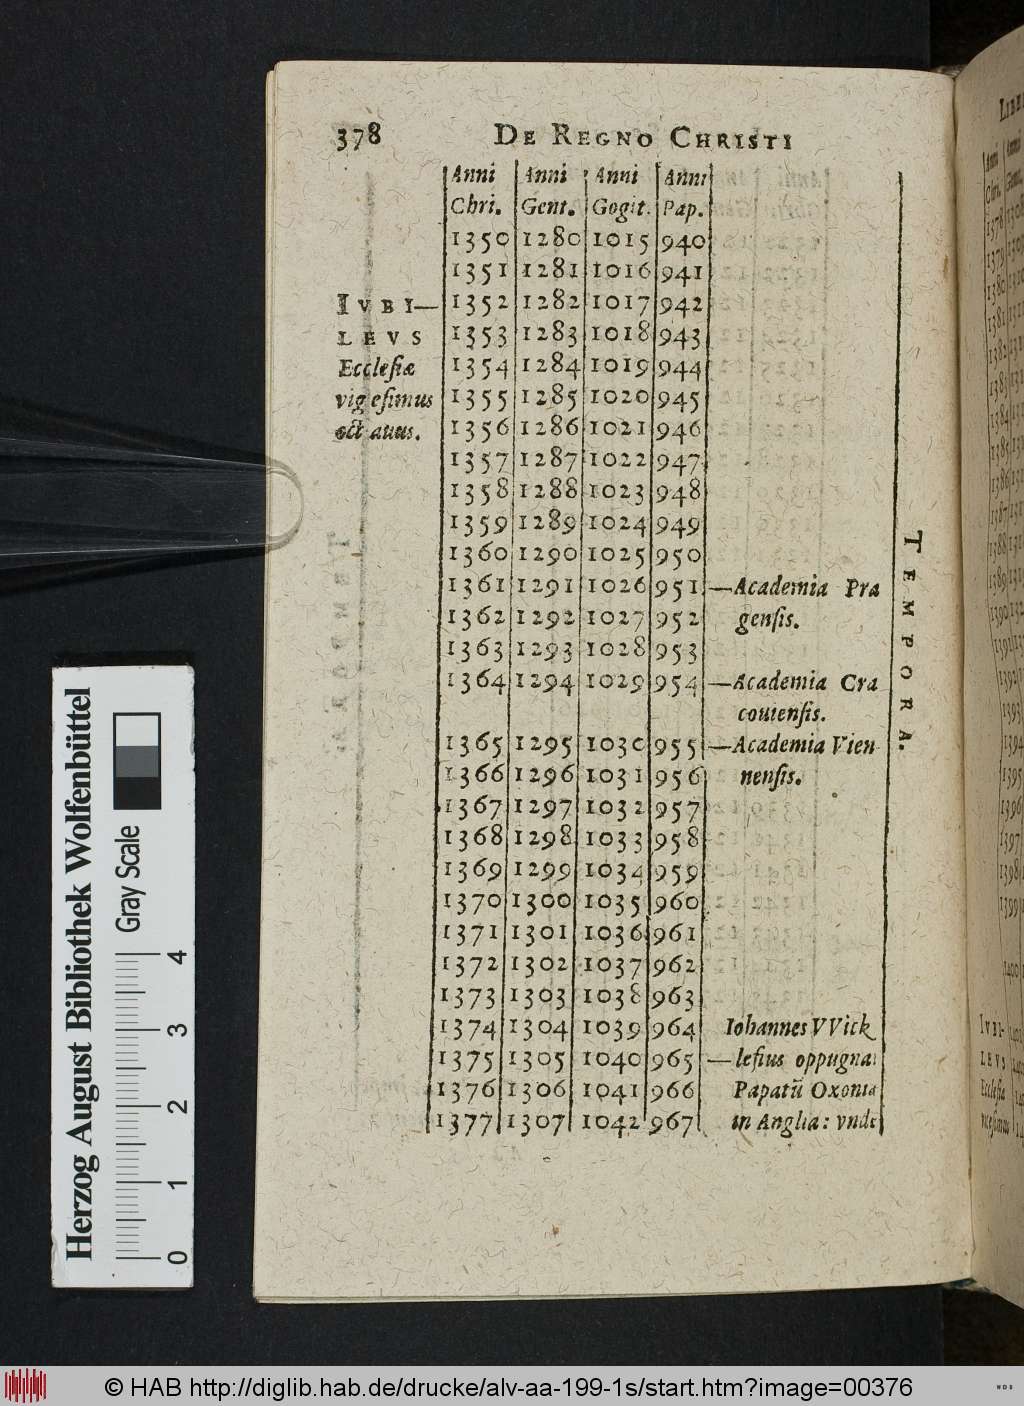 378 DE REGNO CHRISTI
Anni Anni Anni Anni
Chri. Gent. Gogit. Pap.
1350 1280 1015 940
1351 1281 1016 941
IVBI— 1352 1282 1017 942
LEVS 1353 1283 1018 943
Ecclesiæ 1354 1284 1019 944
vigesimus 1355 1285 1020 945
octauus. 1356 1286 1021 946
1357 1287 1022 947
1358 1288 1023 948
1359 1289 1024 949
1360 1290 1025 950
1361 1291 1026 951 —Academia Pra
1362 1292 1027 952 gensis.
1363 1293 1028 953
1364 1294 1029 954 —Academia Cra
couiensis.
1365 1295 1030 955 —Academia Vien
1366 1296 1031 956 nensis.
1367 1297 1032 957
1368 1298 1033 958
1369 1299 1034 959
1370 1300 1035 960
1371 1301 1036 961
1372 1302 1037 962
1373 1303 1038 963
1374 1304 1039 964 Iohannes VVick
1375 1305 1040 965 —lefius oppugnat
1376 1306 1041 966 Papatū Oxonia
1377 1307 1042 967 in Anglia: vnde
TEMPORA.
Herzog August Bibliothek Wolfenbüttel
Gray Scale
0 1 2 3 4
© HAB http://diglib.hab.de/drucke/alv-aa-199-1s/start.htm?image=00376